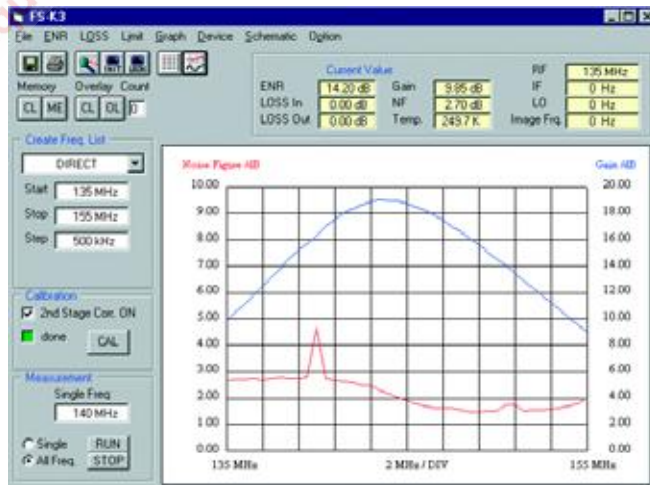 FS-K3
File ENR LOSS Limit Graph Device Schematic Option
Memory Overlay Count
CL ME CL OL 0
Current Value
ENR 14.20 dB Gain 9.85 dB
LOSS In 0.00 dB NF 2.70 dB
LOSS Out 0.00 dB Temp. 249.7 K
RF 135 MHz
IF 0 Hz
LO 0 Hz
Image Frq. 0 Hz
Create Freq. List
DIRECT
Start 135 MHz
Stop 155 MHz
Step 500 kHz
Calibration
2nd Stage Corr. ON
done CAL
Measurement
Single Freq.
140 MHz
Single RUN
All Freq. STOP
Noise Figure /dB
Gain /dB
10.00 20.00
9.00 18.00
8.00 16.00
7.00 14.00
6.00 12.00
5.00 10.00
4.00 8.00
3.00 6.00
2.00 4.00
1.00 2.00
0.00 0.00
135 MHz 2 MHz / DIV 155 MHz